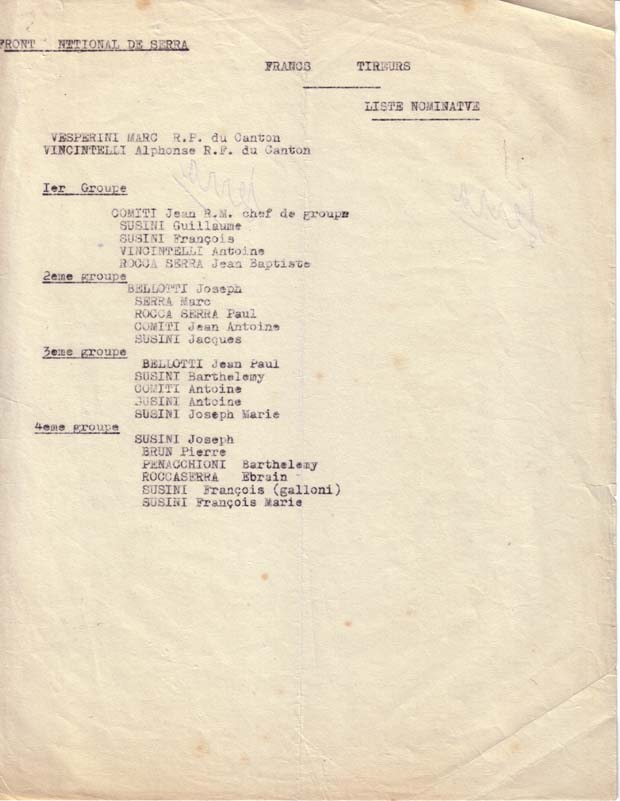 FRONT NTTIONAL DE SERRA
FRANCS TIREURS
LISTE NOMINATVE
VESPERINI MARC R.P. du Canton
VINCINTELLI Alphonse R.F. du Canton
Ier Groupe
COMITI Jean R.M. chef de groupe
SUSINI Guillaume
SUSINI François
VINCINTELLI Antoine
ROCCA SERRA Jean Baptiste
2eme groupe
BELLOTTI Joseph
SERRA Marc
ROCCA SERRA Paul
COMITI Jean Antoine
SUSINI Jacques
3eme groupe
BELLOTTI Jean Paul
SUSINI Barthelemy
COMITI Antoine
SUSINI Antoine
SUSINI Joseph Marie
4eme groupe
SUSINI Joseph
BRUN Pierre
PENACCHIONI Barthelemy
ROCCASERRA Ebrain
SUSINI François (galloni)
SUSINI François Marie